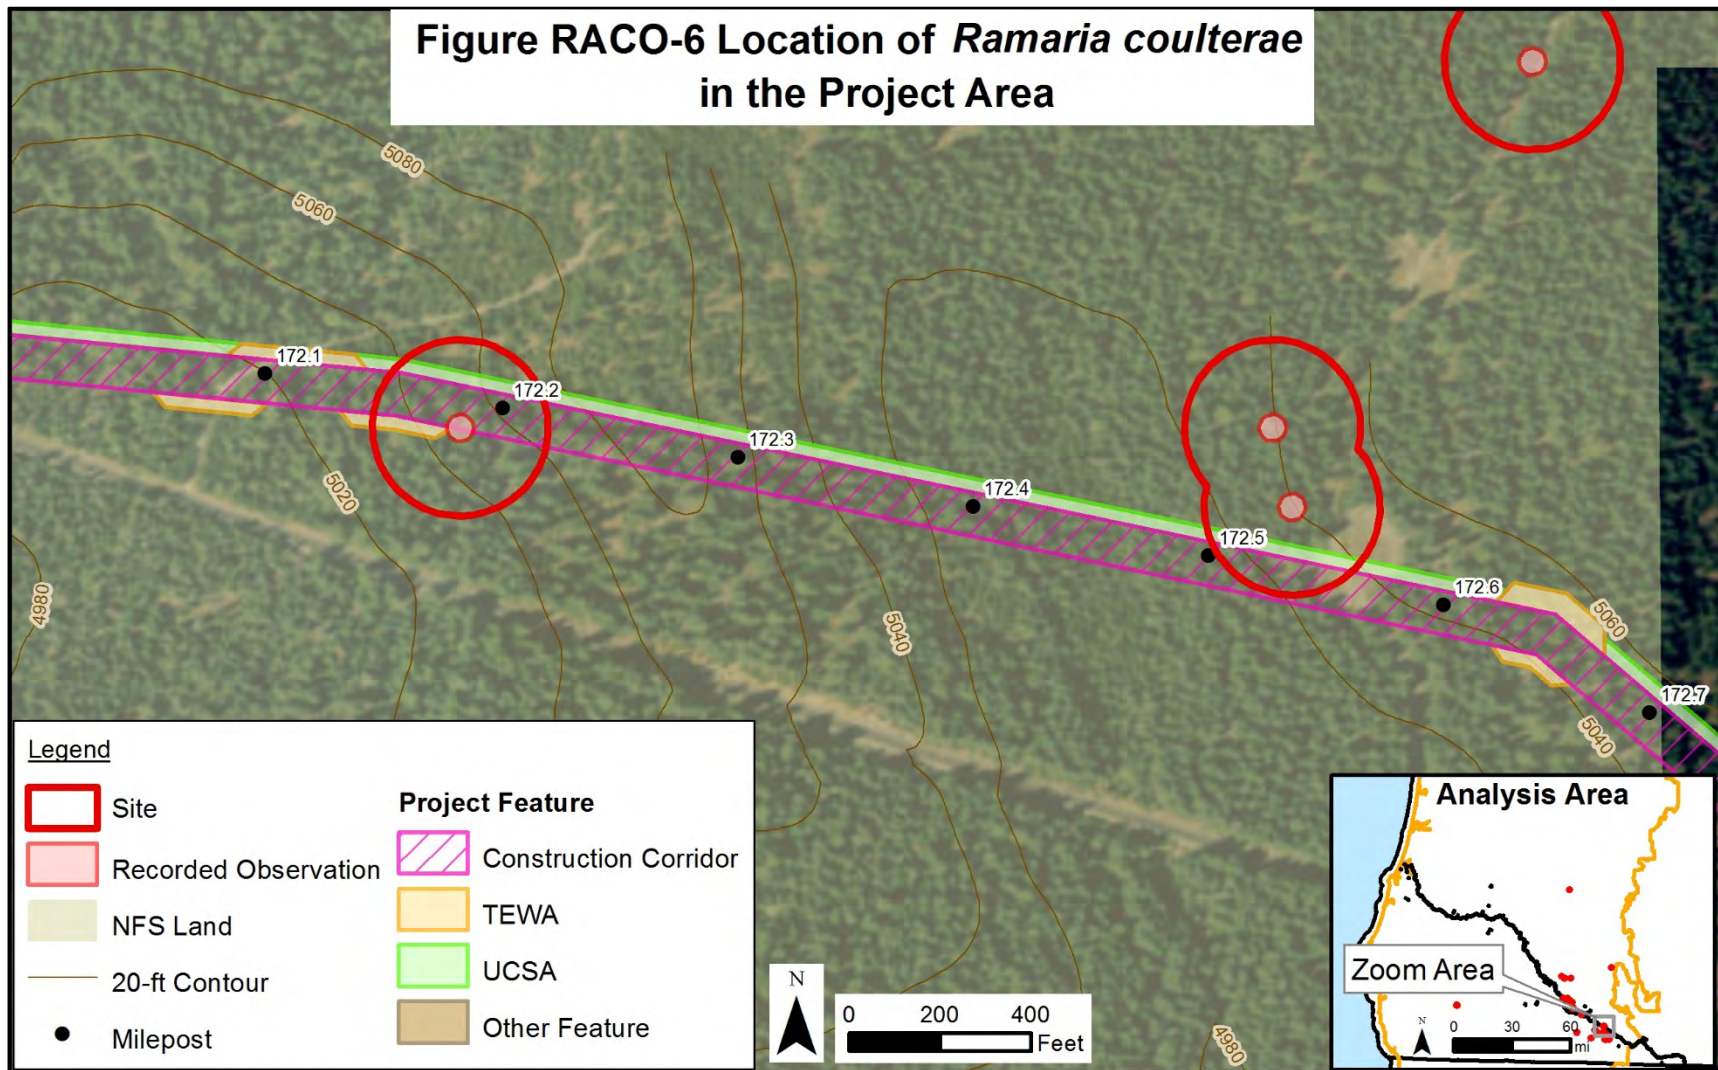 Figure RACO-6 Location of Ramaria coulterae
in the Project Area
5080
5060
172.1
172.2
172.3
172.4
172.5
172.6
172.7
5020
4980
5040
5060
5040
4980
Legend
Site
Recorded Observation
NFS Land
20-ft Contour
Milepost
Project Feature
Construction Corridor
TEWA
UCSA
Other Feature
N
0 200 400
Feet
Analysis Area
Zoom Area
N
0 30 60
mi